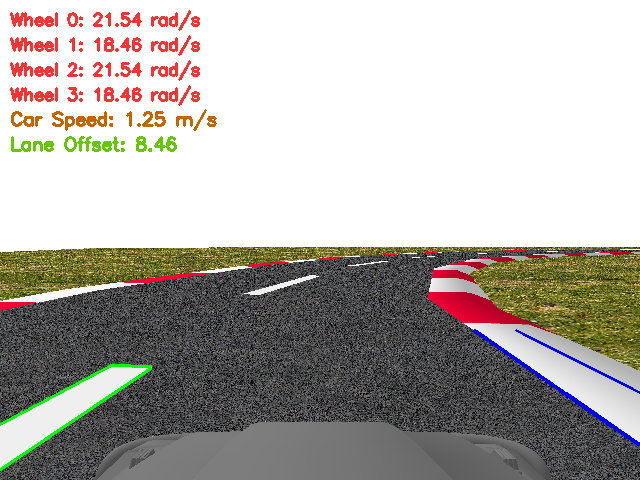 Wheel 0: 21.54 rad/s
Wheel 1: 18.46 rad/s
Wheel 2: 21.54 rad/s
Wheel 3: 18.46 rad/s
Car Speed: 1.25 m/s
Lane Offset: 8.46